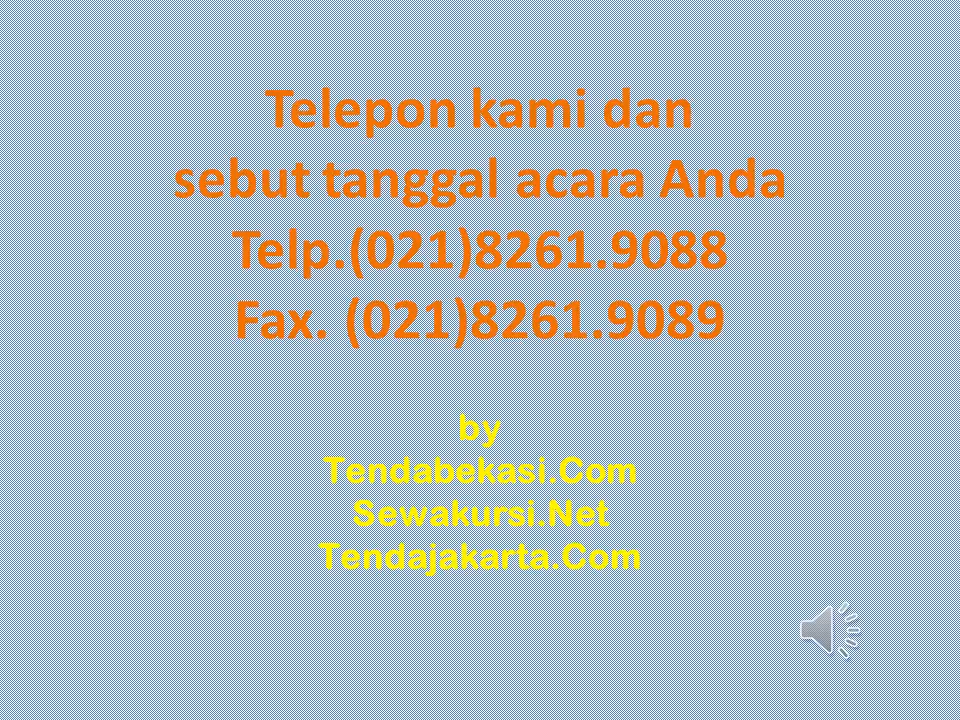 Telepon kami dan
sebut tanggal acara Anda
Telp.(021)8261.9088
Fax. (021)8261.9089
by
Tendabekasi.Com
Sewakursi.Net
Tendajakarta.Com